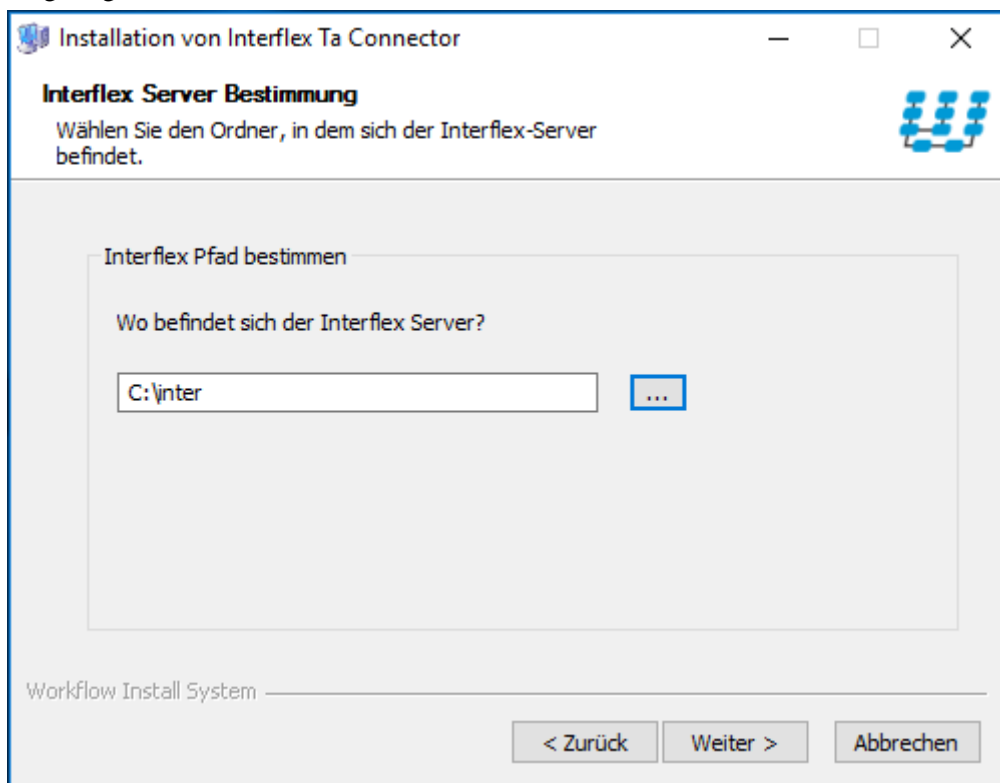 Installation von Interflex Ta Connector
Interflex Server Bestimmung
Wählen Sie den Ordner, in dem sich der Interflex-Server
befindet.
Interflex Pfad bestimmen
Wo befindet sich der Interflex Server?
C:\inter
...
Workflow Install System
< Zurück
Weiter >
Abbrechen